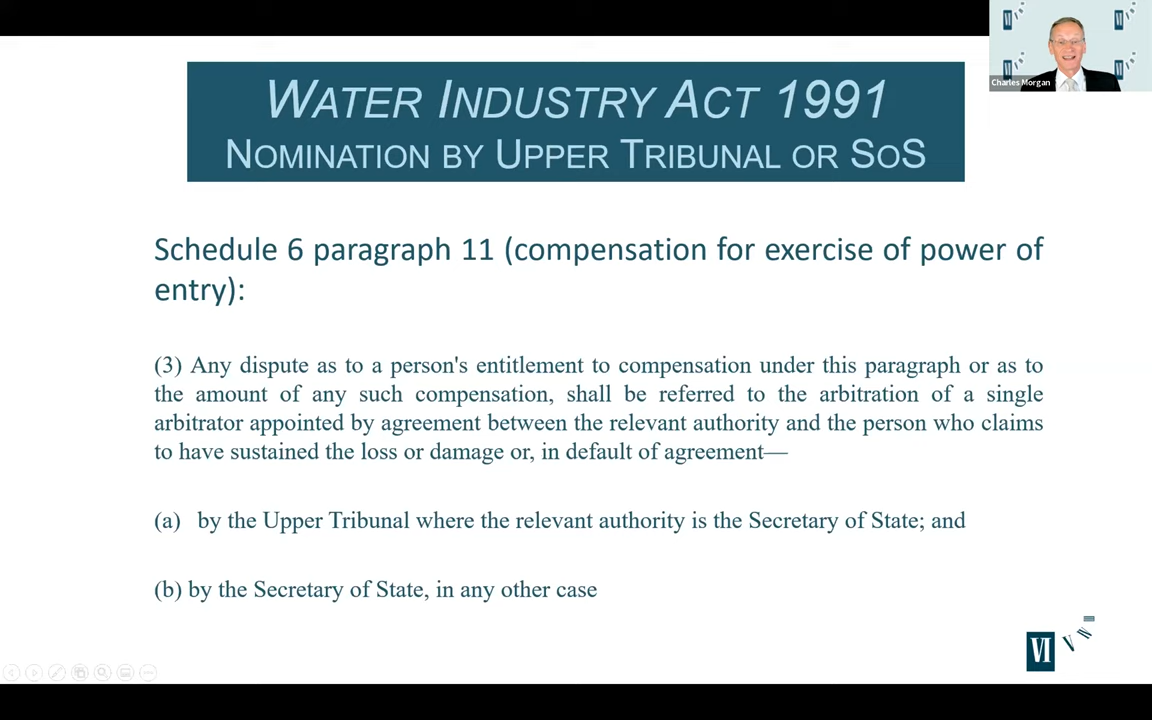 WATER INDUSTRY ACT 1991
NOMINATION BY UPPER TRIBUNAL OR SOS
Charles Morgan
Schedule 6 paragraph 11 (compensation for exercise of power of
entry):
(3) Any dispute as to a person's entitlement to compensation under this paragraph or as to
the amount of any such compensation, shall be referred to the arbitration of a single
arbitrator appointed by agreement between the relevant authority and the person who claims
to have sustained the loss or damage or, in default of agreement—
(a) by the Upper Tribunal where the relevant authority is the Secretary of State; and
(b) by the Secretary of State, in any other case
VI